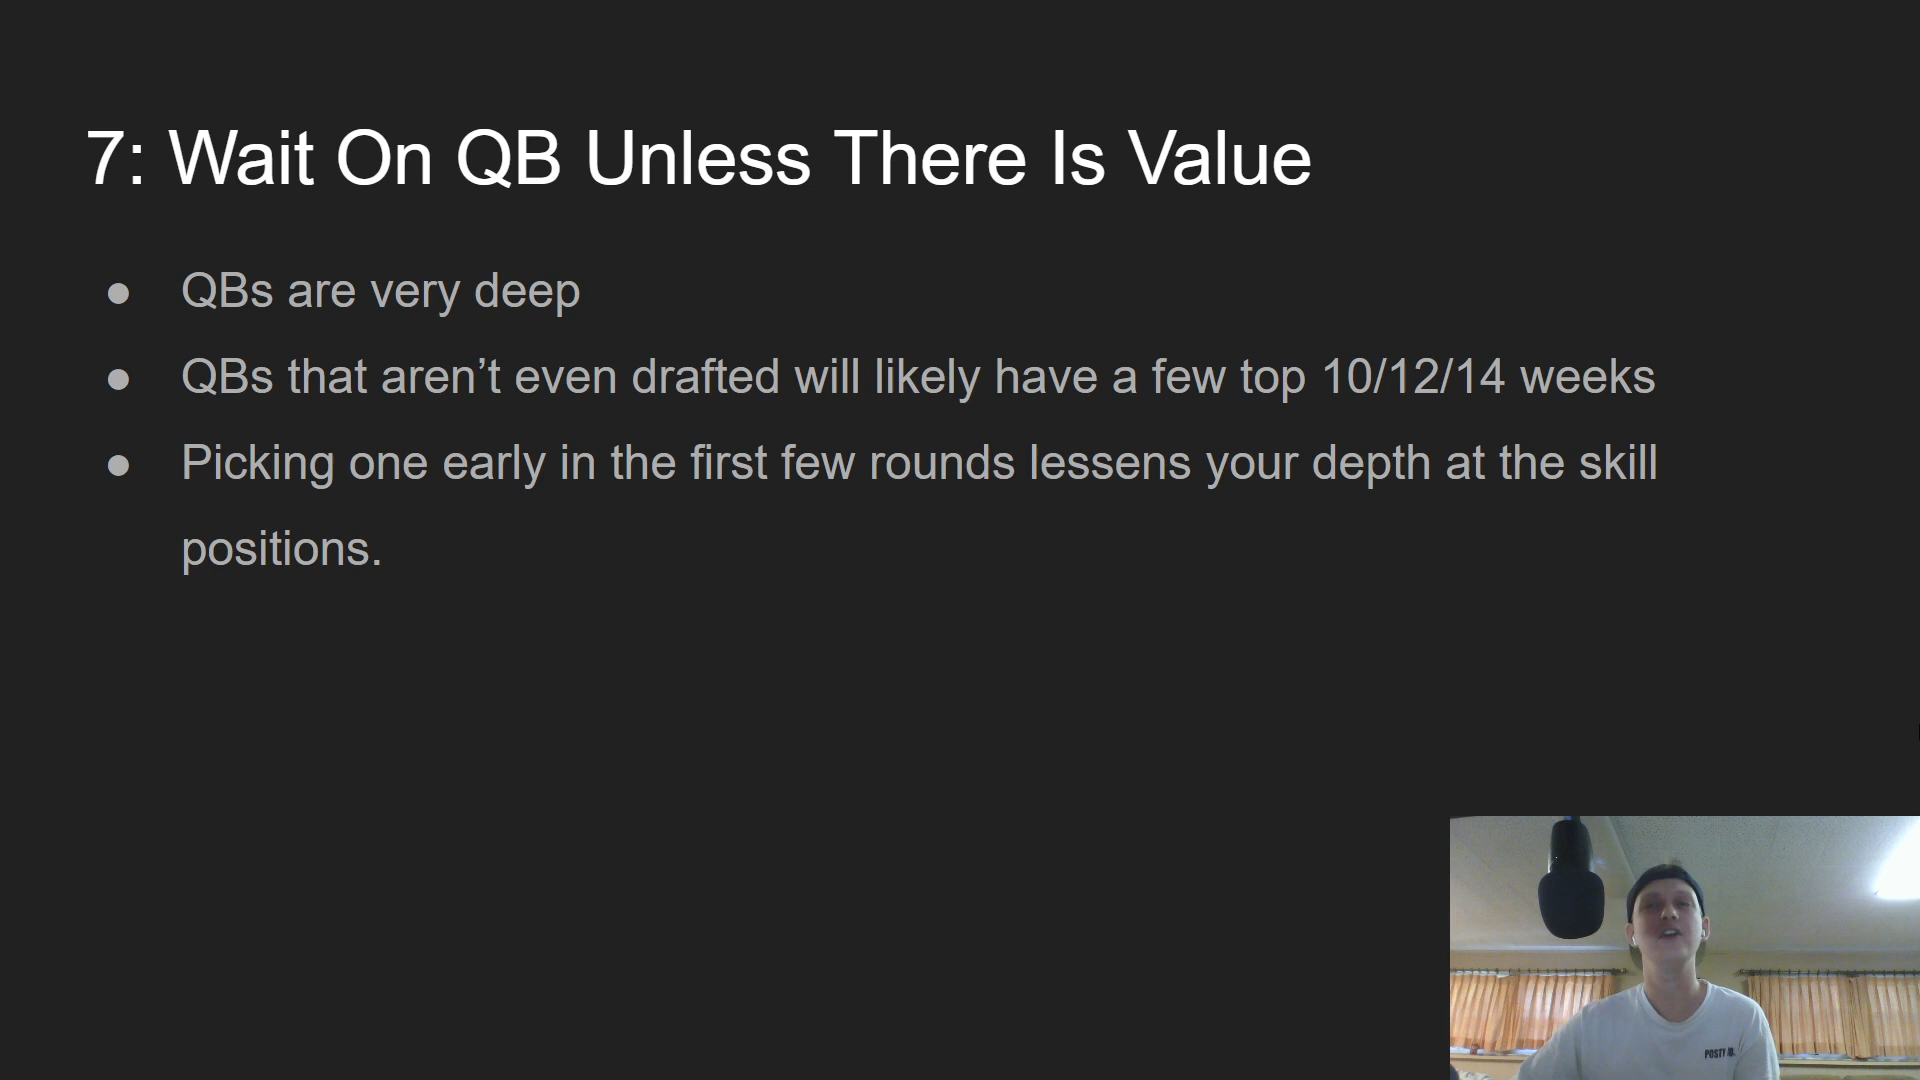 7: Wait On QB Unless There Is Value
● QBs are very deep
● QBs that aren’t even drafted will likely have a few top 10/12/14 weeks
● Picking one early in the first few rounds lessens your depth at the skill
positions.